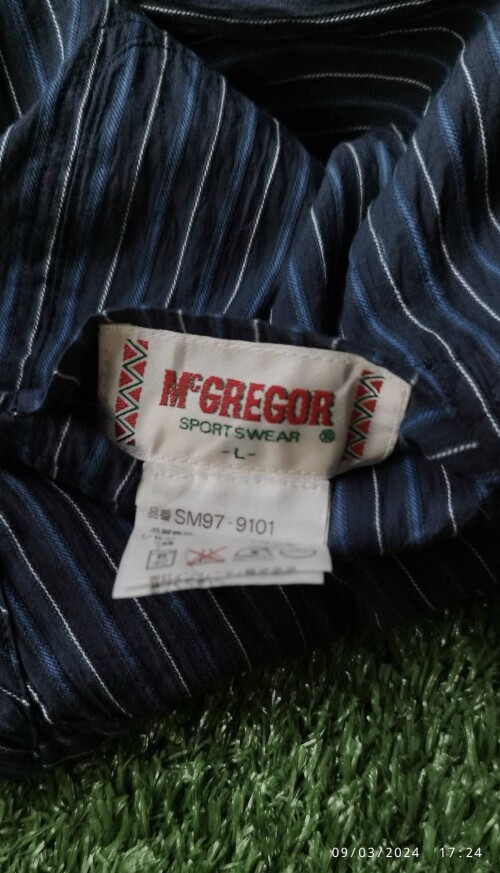 McGREGOR
SPORTSWEAR ®
-L-
品番 SM97-9101
09/03/2024 17:24